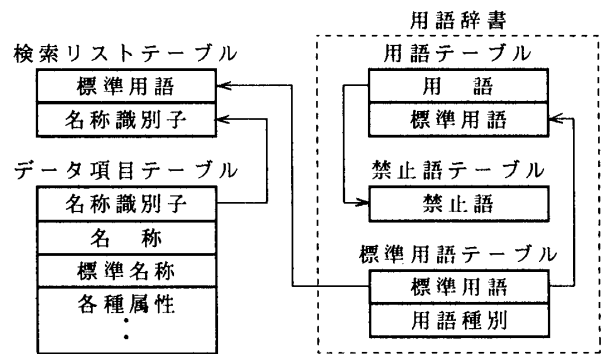 用語辞書
検索リストテーブル
標準用語
名称識別子
データ項目テーブル
名称識別子
名 称
標準名称
各種属性
・
・
用語テーブル
用 語
標準用語
禁止語テーブル
禁止語
標準用語テーブル
標準用語
用語種別